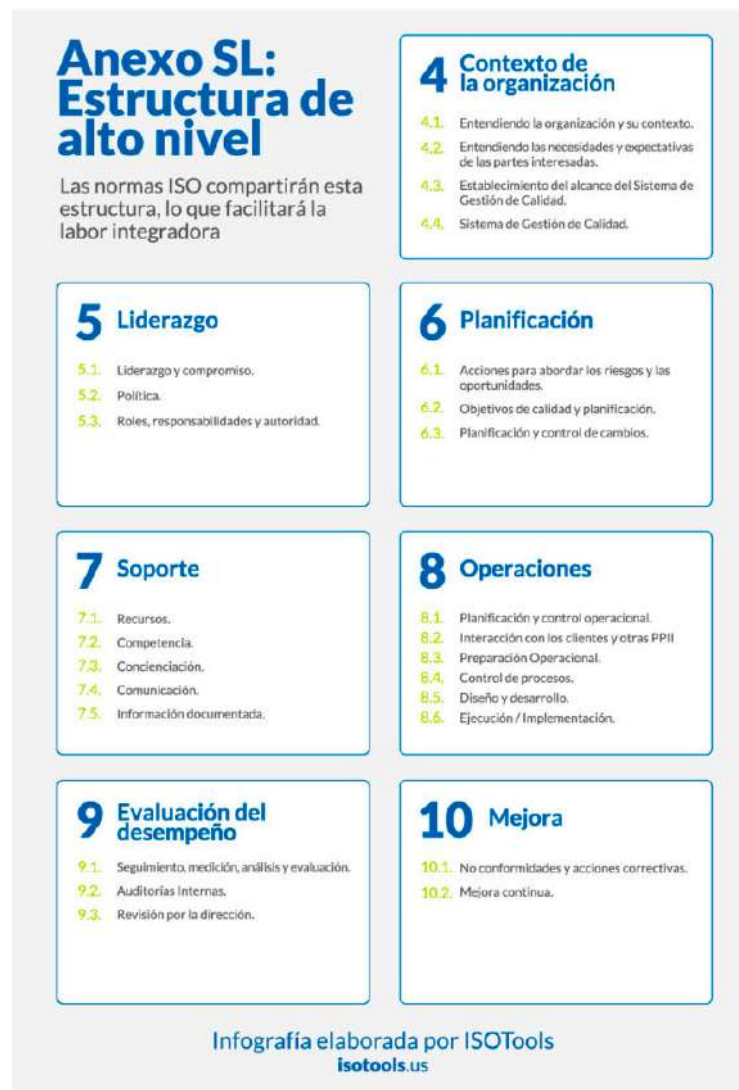 Anexo SL:
Estructura de
alto nivel
Las normas ISO compartirán esta
estructura, lo que facilitará la
labor integradora
4 Contexto de
la organización
4.1. Entendiendo la organización y su contexto.
4.2. Entendiendo las necesidades y expectativas
de las partes interesadas.
4.3. Establecimiento del alcance del Sistema de
Gestión de Calidad.
4.4. Sistema de Gestión de Calidad.
5 Liderazgo
5.1. Liderazgo y compromiso.
5.2. Política.
5.3. Roles, responsabilidades y autoridad.
6 Planificación
6.1. Acciones para abordar los riesgos y las
oportunidades.
6.2. Objetivos de calidad y planificación.
6.3. Planificación y control de cambios.
7 Soporte
7.1. Recursos.
7.2. Competencia.
7.3. Concienciación.
7.4. Comunicación.
7.5. Información documentada.
8 Operaciones
8.1. Planificación y control operacional.
8.2. Interacción con los clientes y otras PPII
8.3. Preparación Operacional.
8.4. Control de procesos.
8.5. Diseño y desarrollo.
8.6. Ejecución / Implementación.
9 Evaluación del
desempeño
9.1. Seguimiento, medición, análisis y evaluación.
9.2. Auditorías Internas.
9.3. Revisión por la dirección.
10 Mejora
10.1. No conformidades y acciones correctivas.
10.2. Mejora continua.
Infografía elaborada por ISOTools
isotools.us